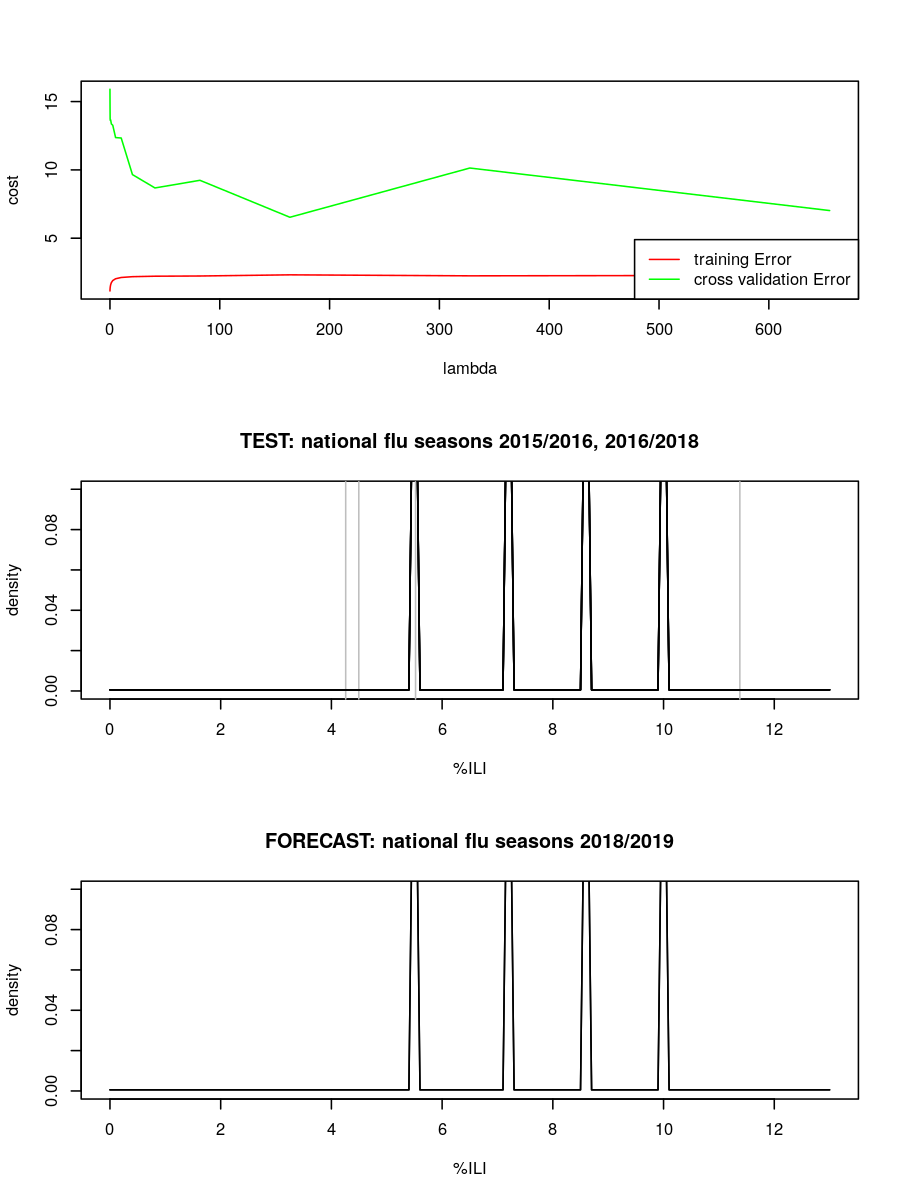 cost
15
10
5
training Error
cross validation Error
0 100 200 300 400 500 600
lambda
TEST: national flu seasons 2015/2016, 2016/2018
density
0.08
0.04
0.00
0 2 4 6 8 10 12
%ILI
FORECAST: national flu seasons 2018/2019
density
0.08
0.04
0.00
0 2 4 6 8 10 12
%ILI